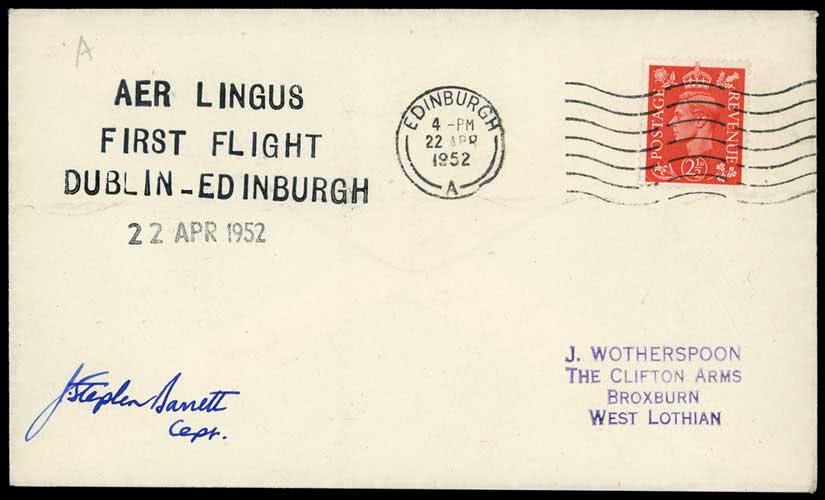 A
AER LINGUS
FIRST FLIGHT
DUBLIN-EDINBURGH
22 APR 1952
EDINBURGH
4 - PM
22 APR
1952
A
POSTAGE
REVENUE
2½D
J. Stephen Barrett
Capt.
J. WOTHERSPOON
THE CLIFTON ARMS
BROXBURN
WEST LOTHIAN